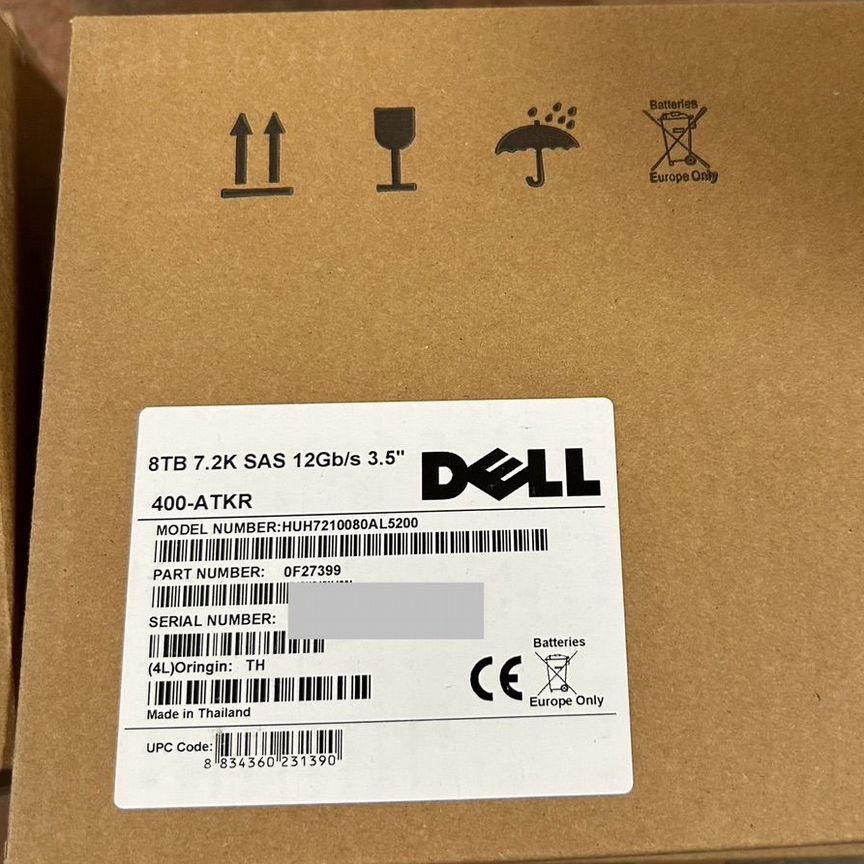 Batteries
Europe Only
8TB 7.2K SAS 12Gb/s 3.5"
DELL
400-ATKR
MODEL NUMBER:HUH7210080AL5200
PART NUMBER: 0F27399
SERIAL NUMBER:
(4L)Oringin: TH
Made in Thailand
Batteries
Europe Only
UPC Code:
8 834360 231390